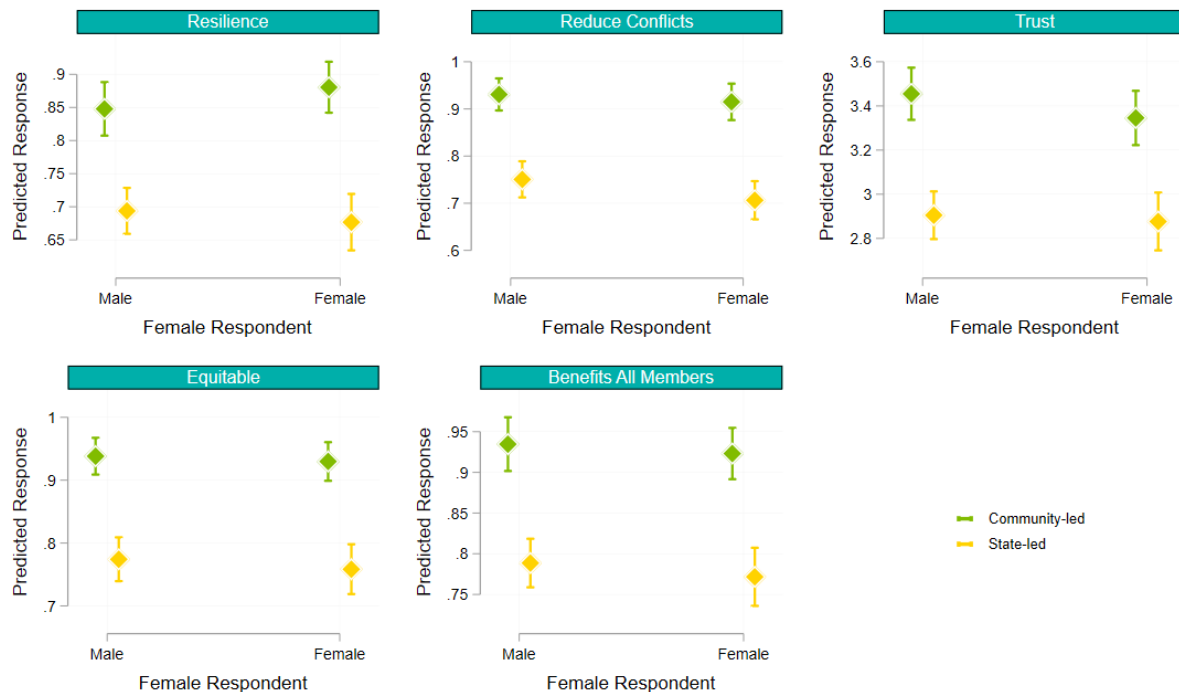 Resilience
Predicted Response
.9
.85
.8
.75
.7
.65
Male
Female
Female Respondent
Reduce Conflicts
Predicted Response
1
.9
.8
.7
.6
Male
Female
Female Respondent
Trust
Predicted Response
3.6
3.4
3.2
3
2.8
Male
Female
Female Respondent
Equitable
Predicted Response
1
.9
.8
.7
Male
Female
Female Respondent
Benefits All Members
Predicted Response
.95
.9
.85
.8
.75
Male
Female
Female Respondent
Community-led
State-led